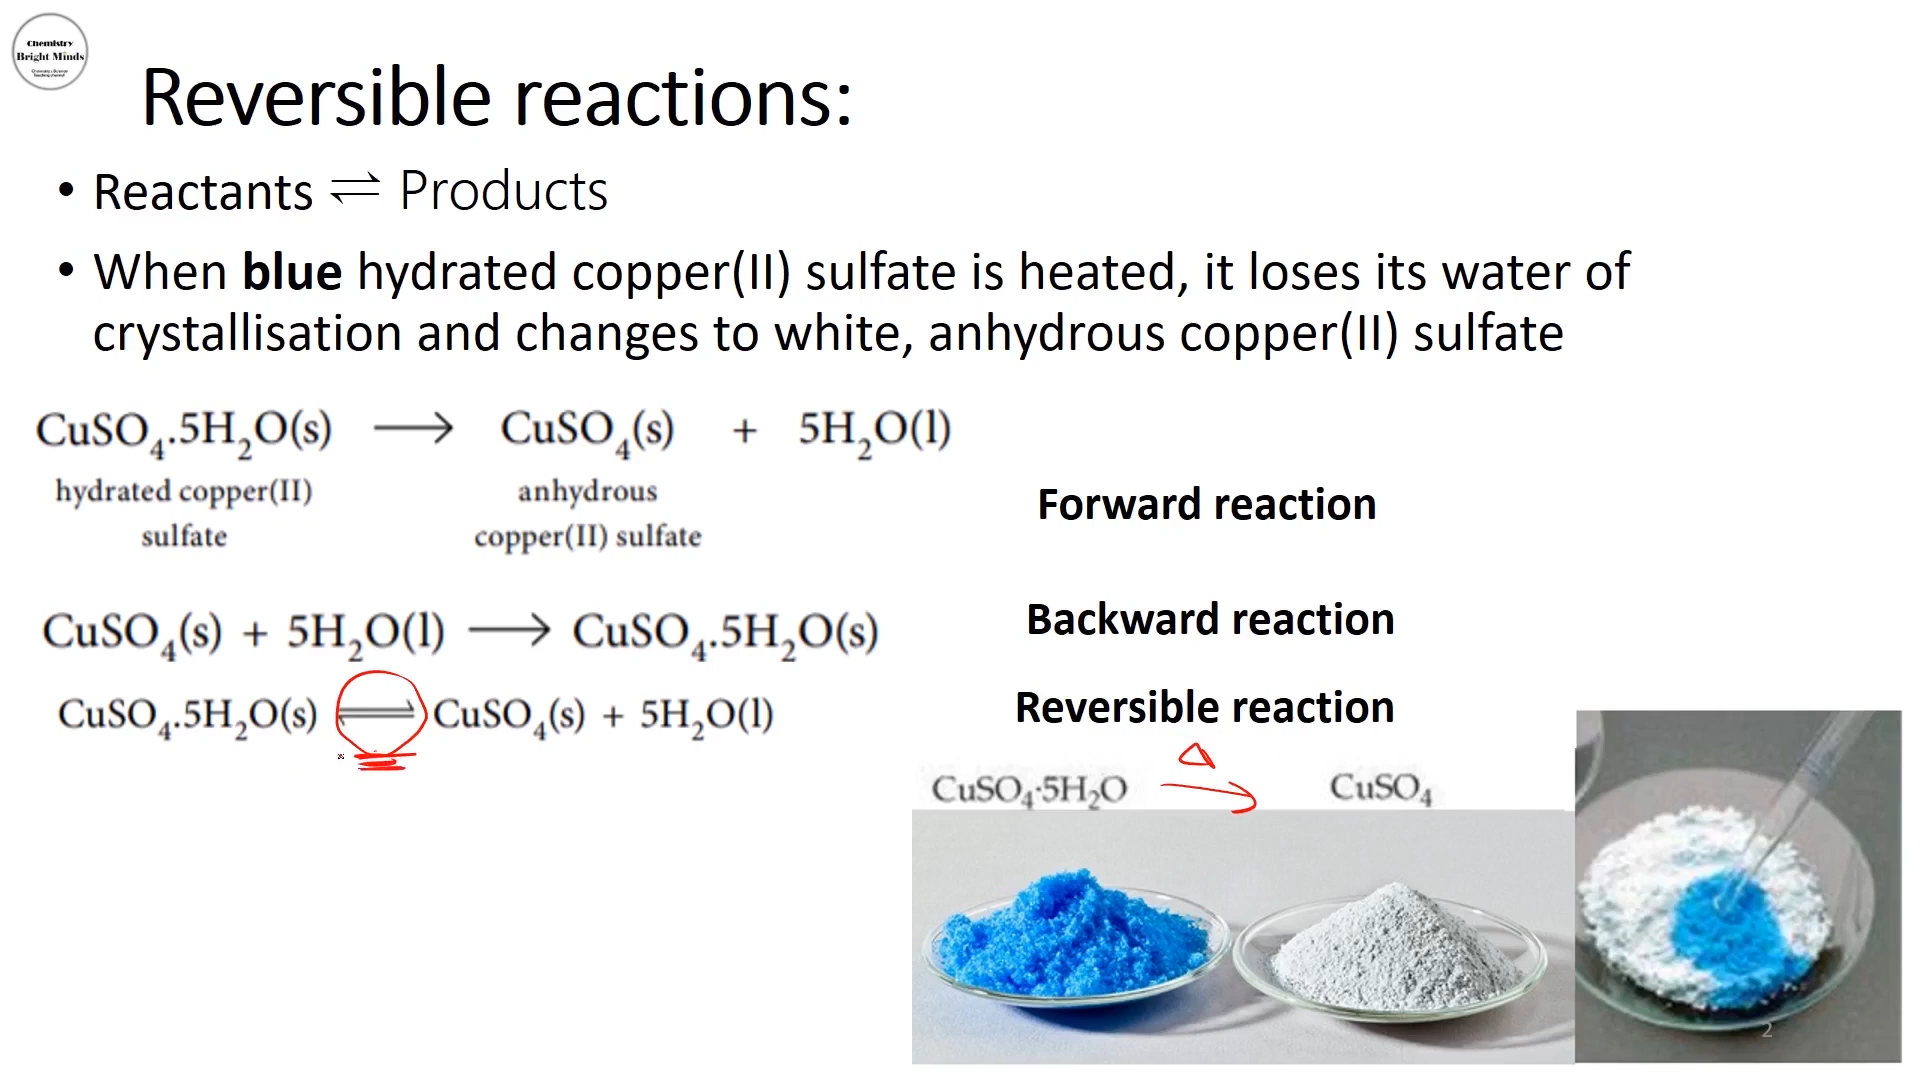 Chemistry
Bright Minds
Reversible reactions:
• Reactants ⇌ Products
• When blue hydrated copper(II) sulfate is heated, it loses its water of
crystallisation and changes to white, anhydrous copper(II) sulfate
CuSO₄.5H₂O(s) ⟶ CuSO₄(s) + 5H₂O(l)
hydrated copper(II) sulfate
anhydrous copper(II) sulfate
Forward reaction
CuSO₄(s) + 5H₂O(l) ⟶ CuSO₄.5H₂O(s)
Backward reaction
CuSO₄.5H₂O(s) ⇌ CuSO₄(s) + 5H₂O(l)
Reversible reaction
Δ
CuSO₄·5H₂O → CuSO₄
2